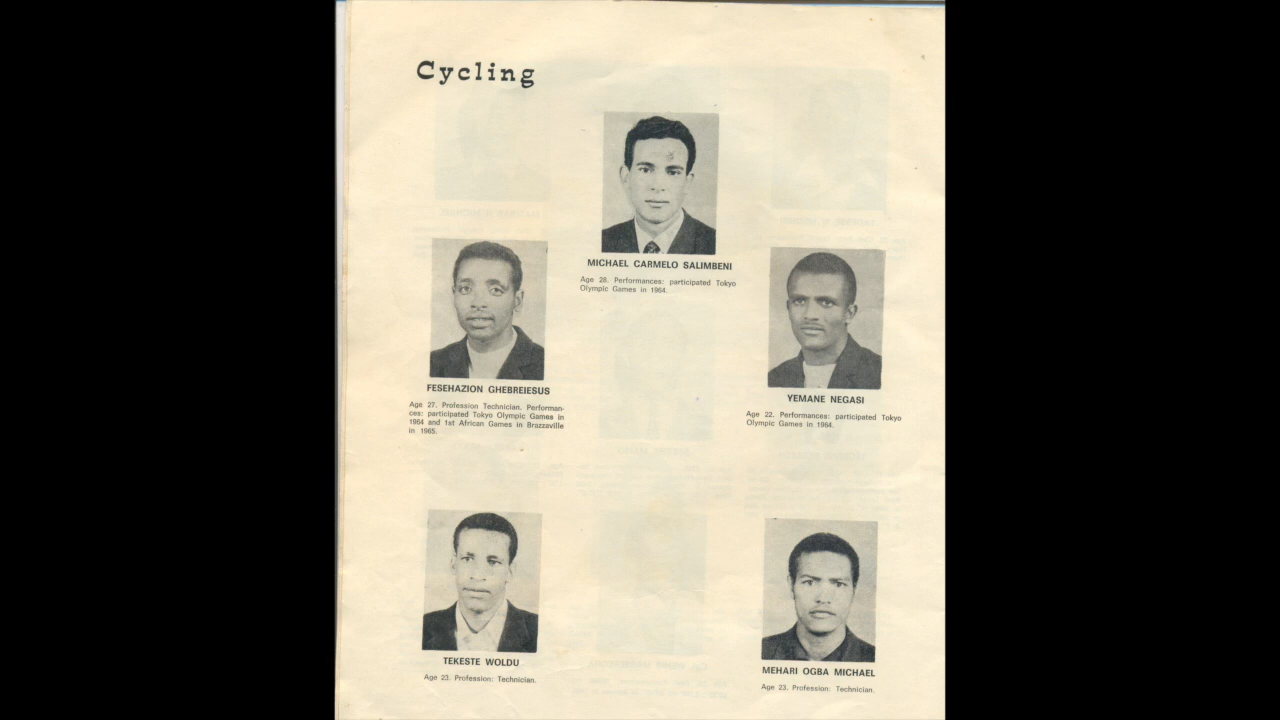 Cycling
MICHAEL CARMELO SALIMBENI
Age 28. Performances: participated Tokyo
Olympic Games in 1964.
FESEHAZION GHEBREIESUS
Age 27. Profession Technician. Performan-
ces: participated Tokyo Olympic Games in
1964 and 1st African Games in Brazzaville
in 1965.
YEMANE NEGASI
Age 22. Performances: participated Tokyo
Olympic Games in 1964.
TEKESTE WOLDU
Age 23. Profession: Technician.
MEHARI OGBA MICHAEL
Age 23. Profession: Technician.